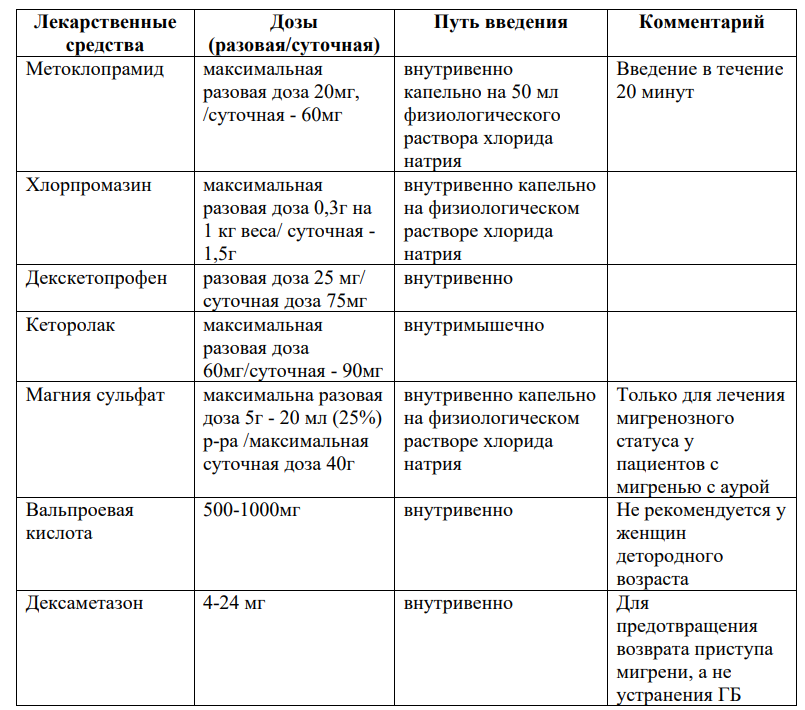 Лекарственные средства
Дозы (разовая/суточная)
Путь введения
Комментарий
Метоклопрамид
максимальная
разовая доза 20мг,
/суточная - 60мг
внутривенно
капельно на 50 мл
физиологического
раствора хлорида
натрия
Введение в течение
20 минут
Хлорпромазин
максимальная
разовая доза 0,3г на
1 кг веса/ суточная -
1,5г
внутривенно капельно
на физиологическом
растворе хлорида
натрия
Декскетопрофен
разовая доза 25 мг/
суточная доза 75мг
внутривенно
Кеторолак
максимальная
разовая доза
60мг/суточная - 90мг
внутримышечно
Магния сульфат
максимальна разовая
доза 5г - 20 мл (25%)
р-ра /максимальная
суточная доза 40г
внутривенно капельно
на физиологическом
растворе хлорида
натрия
Только для лечения
мигренозного
статуса у
пациентов с
мигренью с аурой
Вальпроевая
кислота
500-1000мг
внутривенно
Не рекомендуется у
женщин
детородного
возраста
Дексаметазон
4-24 мг
внутривенно
Для
предотвращения
возврата приступа
мигрени, а не
устранения ГБ